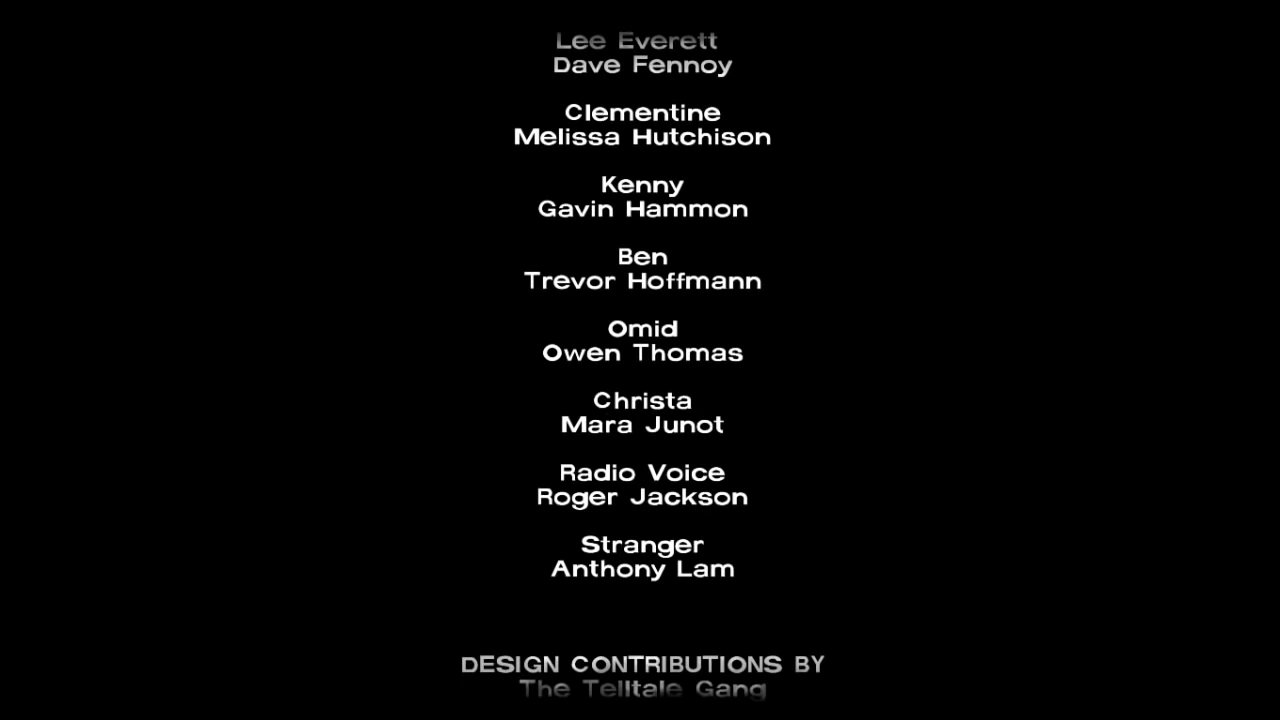 Lee Everett
Dave Fennoy
Clementine
Melissa Hutchison
Kenny
Gavin Hammon
Ben
Trevor Hoffmann
Omid
Owen Thomas
Christa
Mara Junot
Radio Voice
Roger Jackson
Stranger
Anthony Lam
DESIGN CONTRIBUTIONS BY
The Telltale Gang